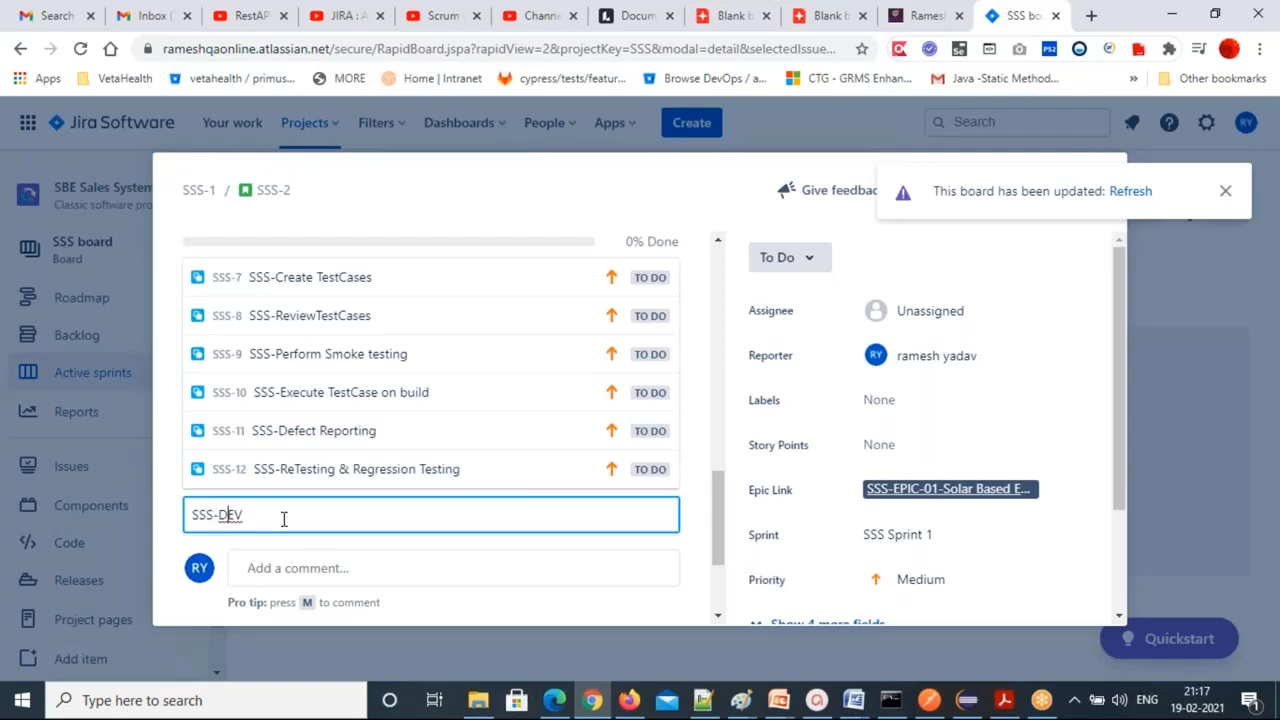 Search
Inbox (
RestAP
JIRA : A
Scrum
Channe
Docum
Blank b
Blank b
Rames
SSS bo
rameshqaonline.atlassian.net/secure/RapidBoard.jspa?rapidView=2&projectKey=SSS&modal=detail&selectedIssue...
Apps
VetaHealth
vetahealth / primus...
MORE
Home | Intranet
cypress/tests/featur...
Browse DevOps / a...
CTG - GRMS Enhan...
Java -Static Method...
»
Other bookmarks
Jira Software
Your work
Projects
Filters
Dashboards
People
Apps
Create
Search
RY
SBE Sales System
Classic software pro
SSS board
Board
Roadmap
Backlog
Active sprints
Reports
Issues
Components
Code
Releases
Project pages
Add item
SSS-1 / SSS-2
Give feedbac
This board has been updated: Refresh
0% Done
SSS-7 SSS-Create TestCases TO DO
SSS-8 SSS-ReviewTestCases TO DO
SSS-9 SSS-Perform Smoke testing TO DO
SSS-10 SSS-Execute TestCase on build TO DO
SSS-11 SSS-Defect Reporting TO DO
SSS-12 SSS-ReTesting & Regression Testing TO DO
SSS-DEV
RY Add a comment...
Pro tip: press M to comment
To Do
Assignee Unassigned
Reporter RY ramesh yadav
Labels None
Story Points None
Epic Link SSS-EPIC-01-Solar Based E...
Sprint SSS Sprint 1
Priority Medium
Show 4 more fields
Quickstart
Type here to search
ENG
21:17
19-02-2021
1